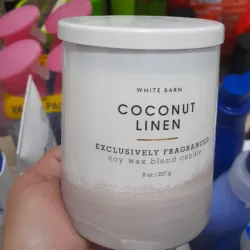 WHITE BARN
COCONUT
LINEN
EXCLUSIVELY FRAGRANCED
soy wax blend candle
8 oz / 227 g